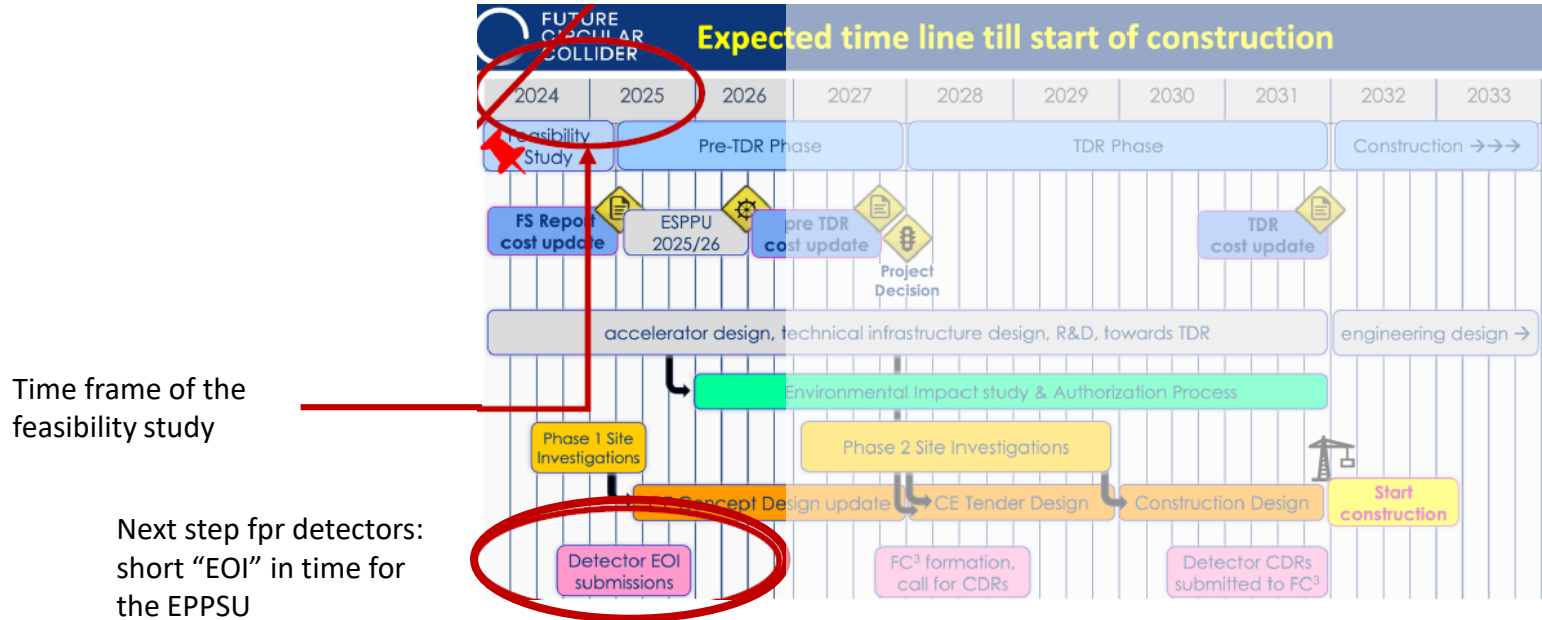 FUTURE
CIRCULAR
COLLIDER
Expected time line till start of construction
2024 2025 2026 2027 2028 2029 2030 2031 2032 2033
Feasibility
Study
Pre-TDR Phase
TDR Phase
Construction →→→
FS Report
cost update
ESPPU
2025/26
pre TDR
cost update
Project
Decision
TDR
cost update
accelerator design, technical infrastructure design, R&D, towards TDR
engineering design →
Environmental Impact study & Authorization Process
Time frame of the
feasibility study
Phase 1 Site
Investigations
Phase 2 Site Investigations
CE Concept Design update
CE Tender Design
Construction Design
Start
construction
Next step fpr detectors:
short “EOI” in time for
the EPPSU
Detector EOI
submissions
FC³ formation,
call for CDRs
Detector CDRs
submitted to FC³